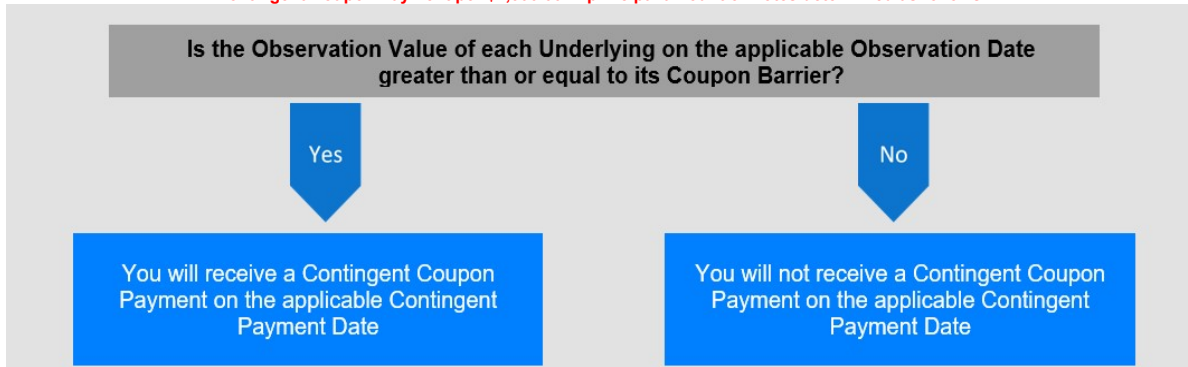 Is the Observation Value of each Underlying on the applicable Observation Date
greater than or equal to its Coupon Barrier?
Yes
No
You will receive a Contingent Coupon
Payment on the applicable Contingent
Payment Date
You will not receive a Contingent Coupon
Payment on the applicable Contingent
Payment Date